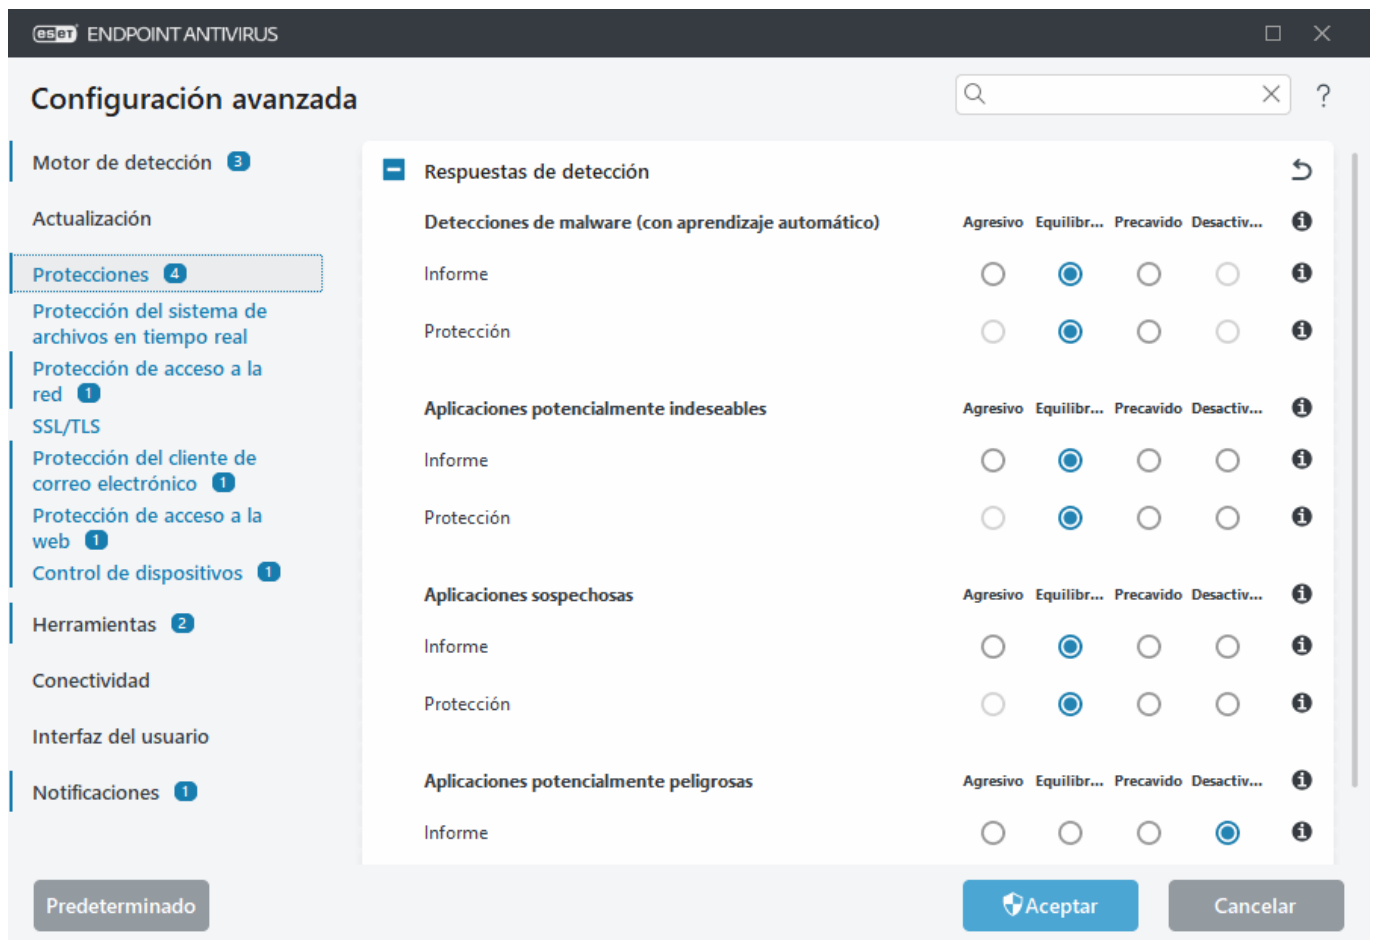 eset ENDPOINT ANTIVIRUS
Configuración avanzada
?
Motor de detección 3
Actualización
Protecciones 4
Protección del sistema de
archivos en tiempo real
Protección de acceso a la
red 1
SSL/TLS
Protección del cliente de
correo electrónico 1
Protección de acceso a la
web 1
Control de dispositivos 1
Herramientas 2
Conectividad
Interfaz del usuario
Notificaciones 1
Respuestas de detección
Detecciones de malware (con aprendizaje automático) Agresivo Equilibr... Precavido Desactiv...
Informe
Protección
Aplicaciones potencialmente indeseables Agresivo Equilibr... Precavido Desactiv...
Informe
Protección
Aplicaciones sospechosas Agresivo Equilibr... Precavido Desactiv...
Informe
Protección
Aplicaciones potencialmente peligrosas Agresivo Equilibr... Precavido Desactiv...
Informe
Predeterminado
Aceptar
Cancelar